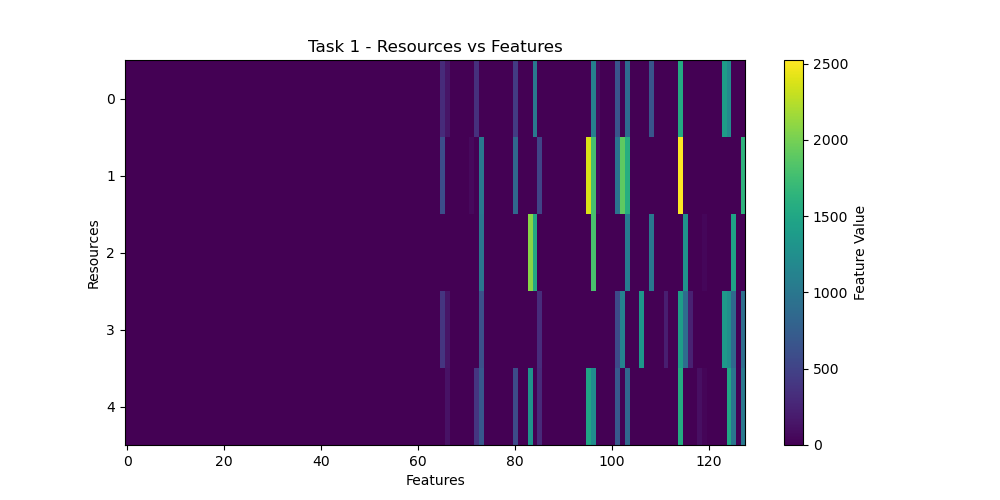 Task 1 - Resources vs Features
Resources
0
1
2
3
4
0 20 40 60 80 100 120
Features
2500
2000
1500
1000
500
0
Feature Value